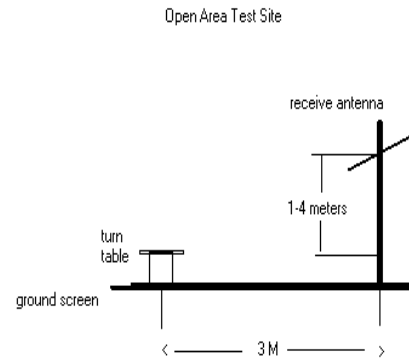 Open Area Test Site
receive antenna
1-4 meters
turn
table
ground screen
3 M